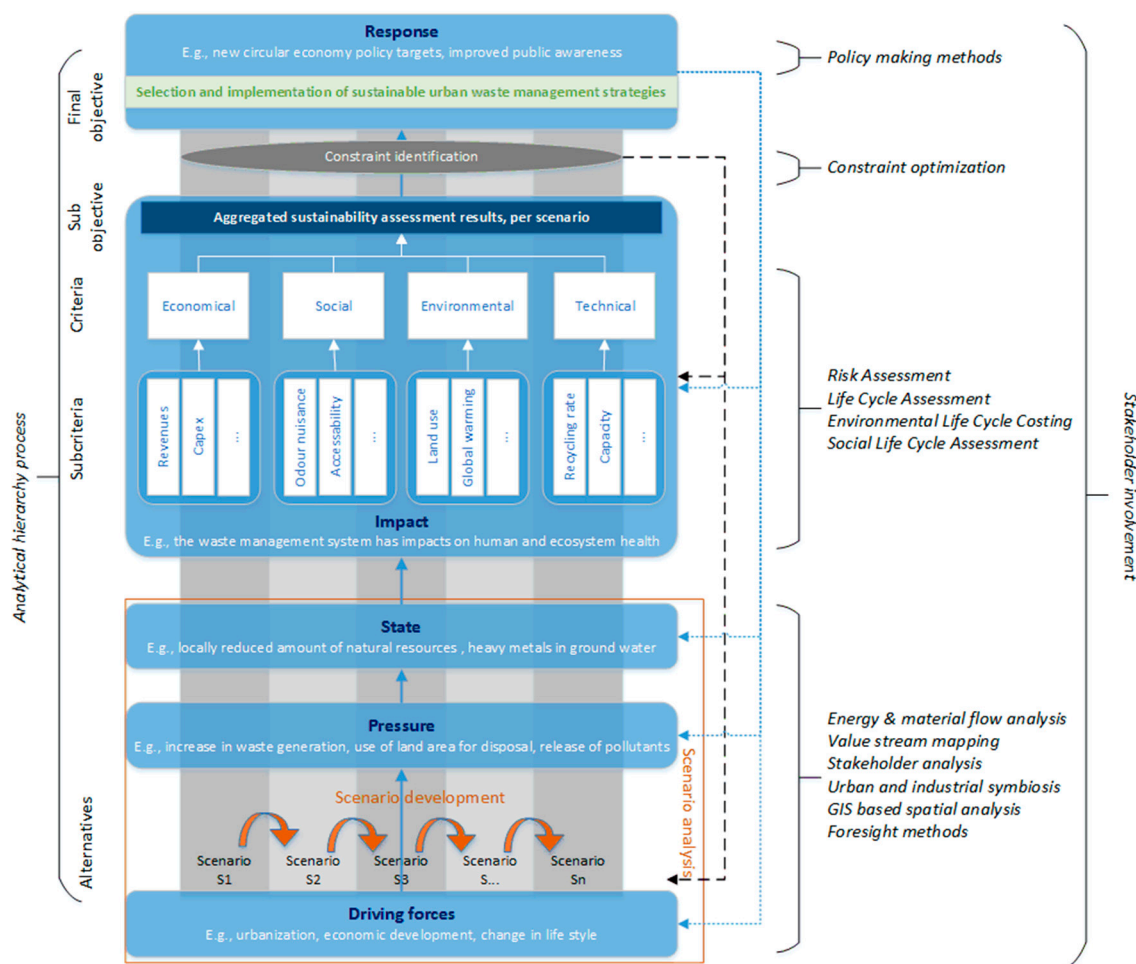 Response
E.g., new circular economy policy targets, improved public awareness
Selection and implementation of sustainable urban waste management strategies
Constraint identification
Aggregated sustainability assessment results, per scenario
Economical
Social
Environmental
Technical
Revenues
Capex
...
Odour nuisance
Accessability
...
Land use
Global warming
...
Recycling rate
Capacity
...
Impact
E.g., the waste management system has impacts on human and ecosystem health
State
E.g., locally reduced amount of natural resources , heavy metals in ground water
Pressure
E.g., increase in waste generation, use of land area for disposal, release of pollutants
Scenario development
Scenario
S1
Scenario
S2
Scenario
S3
Scenario
S...
Scenario
Sn
Driving forces
E.g., urbanization, economic development, change in life style
Scenario analysis
Analytical hierarchy process
Final
objective
Sub
objective
Criteria
Subcriteria
Alternatives
Policy making methods
Constraint optimization
Risk Assessment
Life Cycle Assessment
Environmental Life Cycle Costing
Social Life Cycle Assessment
Energy & material flow analysis
Value stream mapping
Stakeholder analysis
Urban and industrial symbiosis
GIS based spatial analysis
Foresight methods
Stakeholder involvement